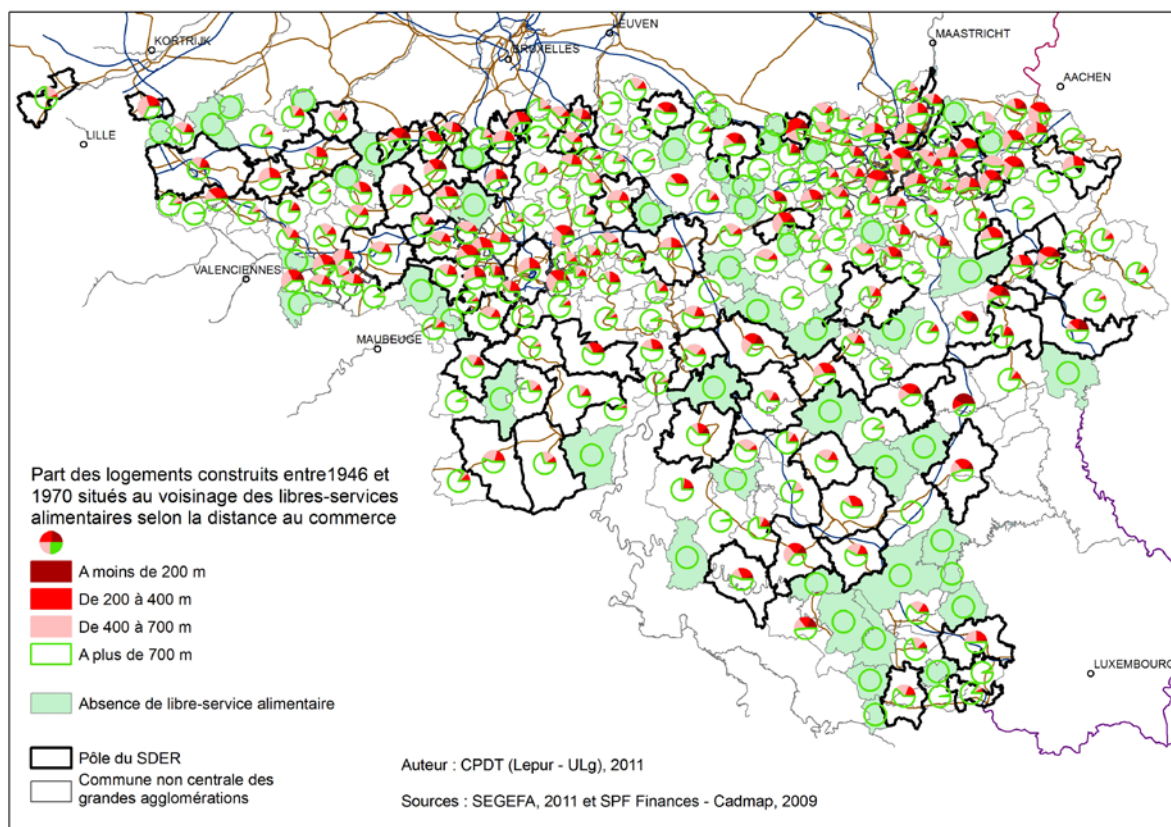 KORTRIJK
LEUVEN
MAASTRICHT
BRUXELLES
AACHEN
LILLE
VALENCIENNES
MAUBEUGE
Part des logements construits entre1946 et
1970 situés au voisinage des libres-services
alimentaires selon la distance au commerce
A moins de 200 m
De 200 à 400 m
De 400 à 700 m
A plus de 700 m
LUXEMBOURG
Absence de libre-service alimentaire
Pôle du SDER
Commune non centrale des
grandes agglomérations
Auteur : CPDT (Lepur - ULg), 2011
Sources : SEGEFA, 2011 et SPF Finances - Cadmap, 2009